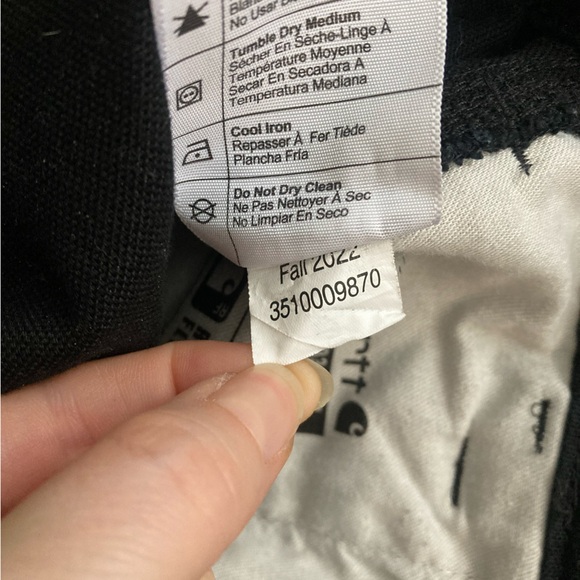 No Usar
Tumble Dry Medium
Sécher En Sèche-Linge À
Température Moyenne
Secar En Secadora A
Temperatura Mediana
Cool Iron
Repasser À Fer Tiède
Plancha Fría
Do Not Dry Clean
Ne Pas Nettoyer À Sec
No Limpiar En Seco
Fall 2022
3510009870